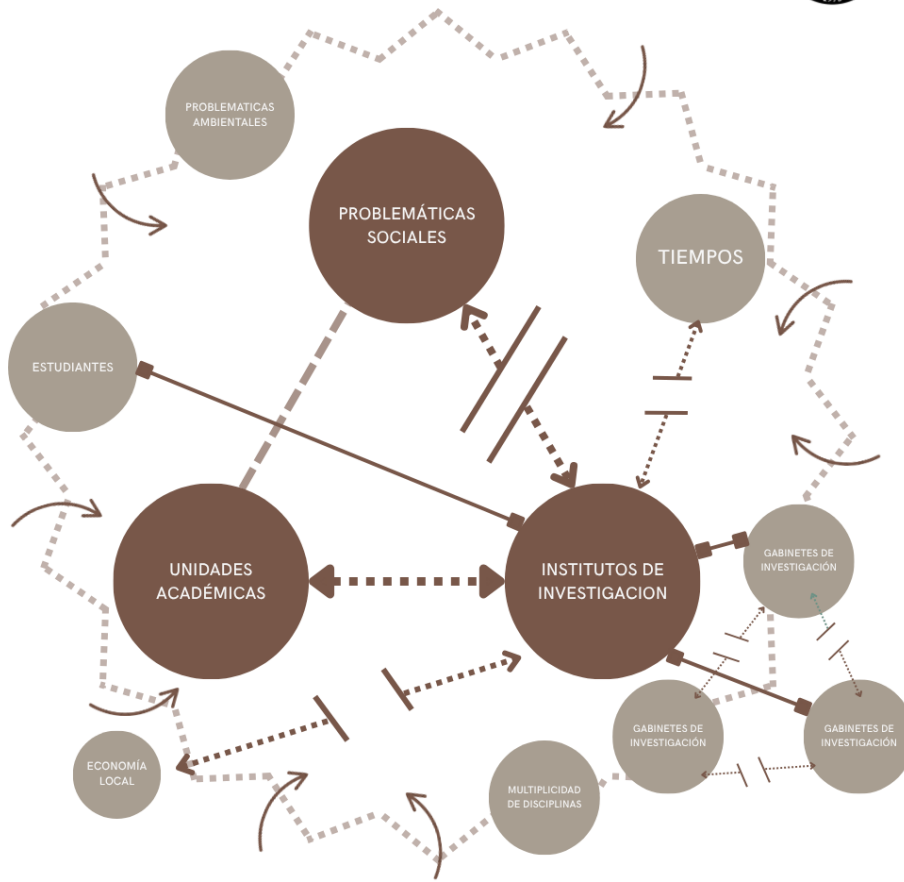 PROBLEMATICAS
AMBIENTALES
PROBLEMÁTICAS
SOCIALES
TIEMPOS
ESTUDIANTES
UNIDADES
ACADÉMICAS
INSTITUTOS DE
INVESTIGACION
GABINETES DE
INVESTIGACIÓN
GABINETES DE
INVESTIGACIÓN
GABINETES DE
INVESTIGACIÓN
ECONOMÍA
LOCAL
MULTIPLICIDAD
DE DISCIPLINAS